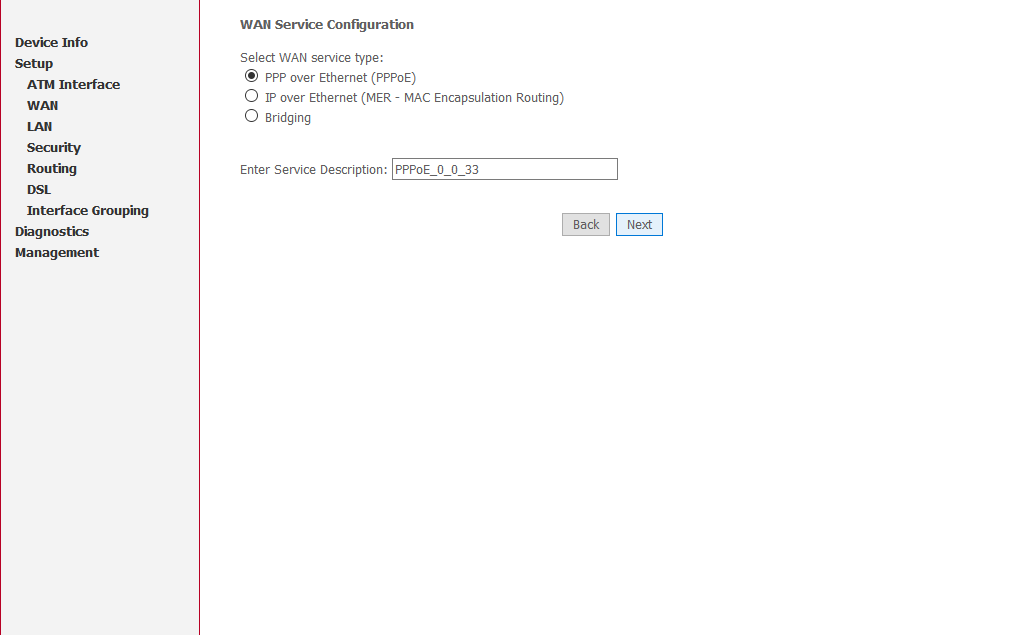 Device Info
Setup
ATM Interface
WAN
LAN
Security
Routing
DSL
Interface Grouping
Diagnostics
Management
WAN Service Configuration
Select WAN service type:
PPP over Ethernet (PPPoE)
IP over Ethernet (MER - MAC Encapsulation Routing)
Bridging
Enter Service Description: PPPoE_0_0_33
Back Next